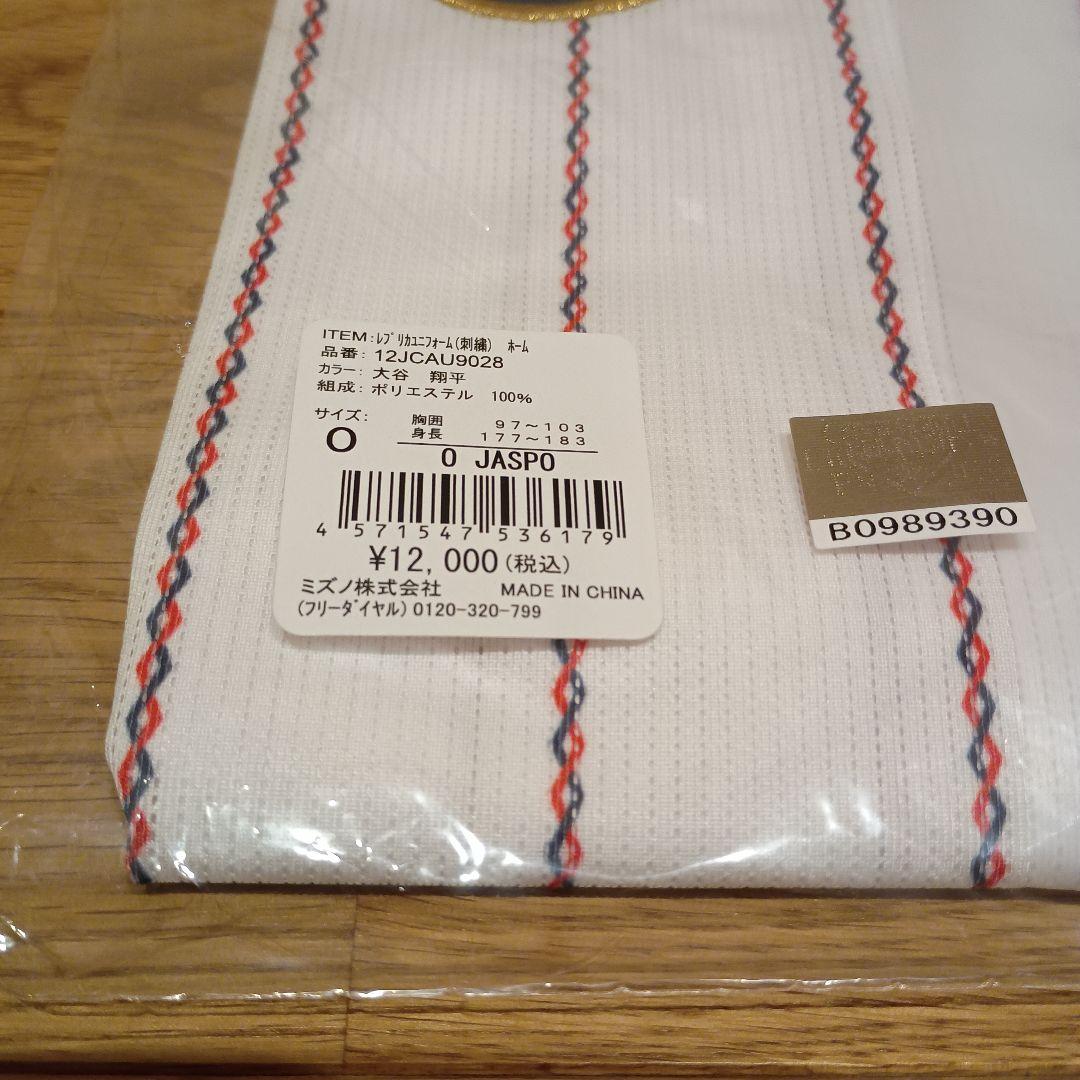 ITEM:ﾚﾌﾟﾘｶﾕﾆﾌｫｰﾑ(刺繍) ﾎｰﾑ
品番: 12JCAU9028
カラー: 大谷 翔平
組成: ポリエステル 100%
サイズ: 胸囲 97~103
O 身長 177~183
O JASPO
4 571547 536179
¥12,000(税込)
ミズノ株式会社 MADE IN CHINA
(フリーダイヤル) 0120-320-799
B0989390